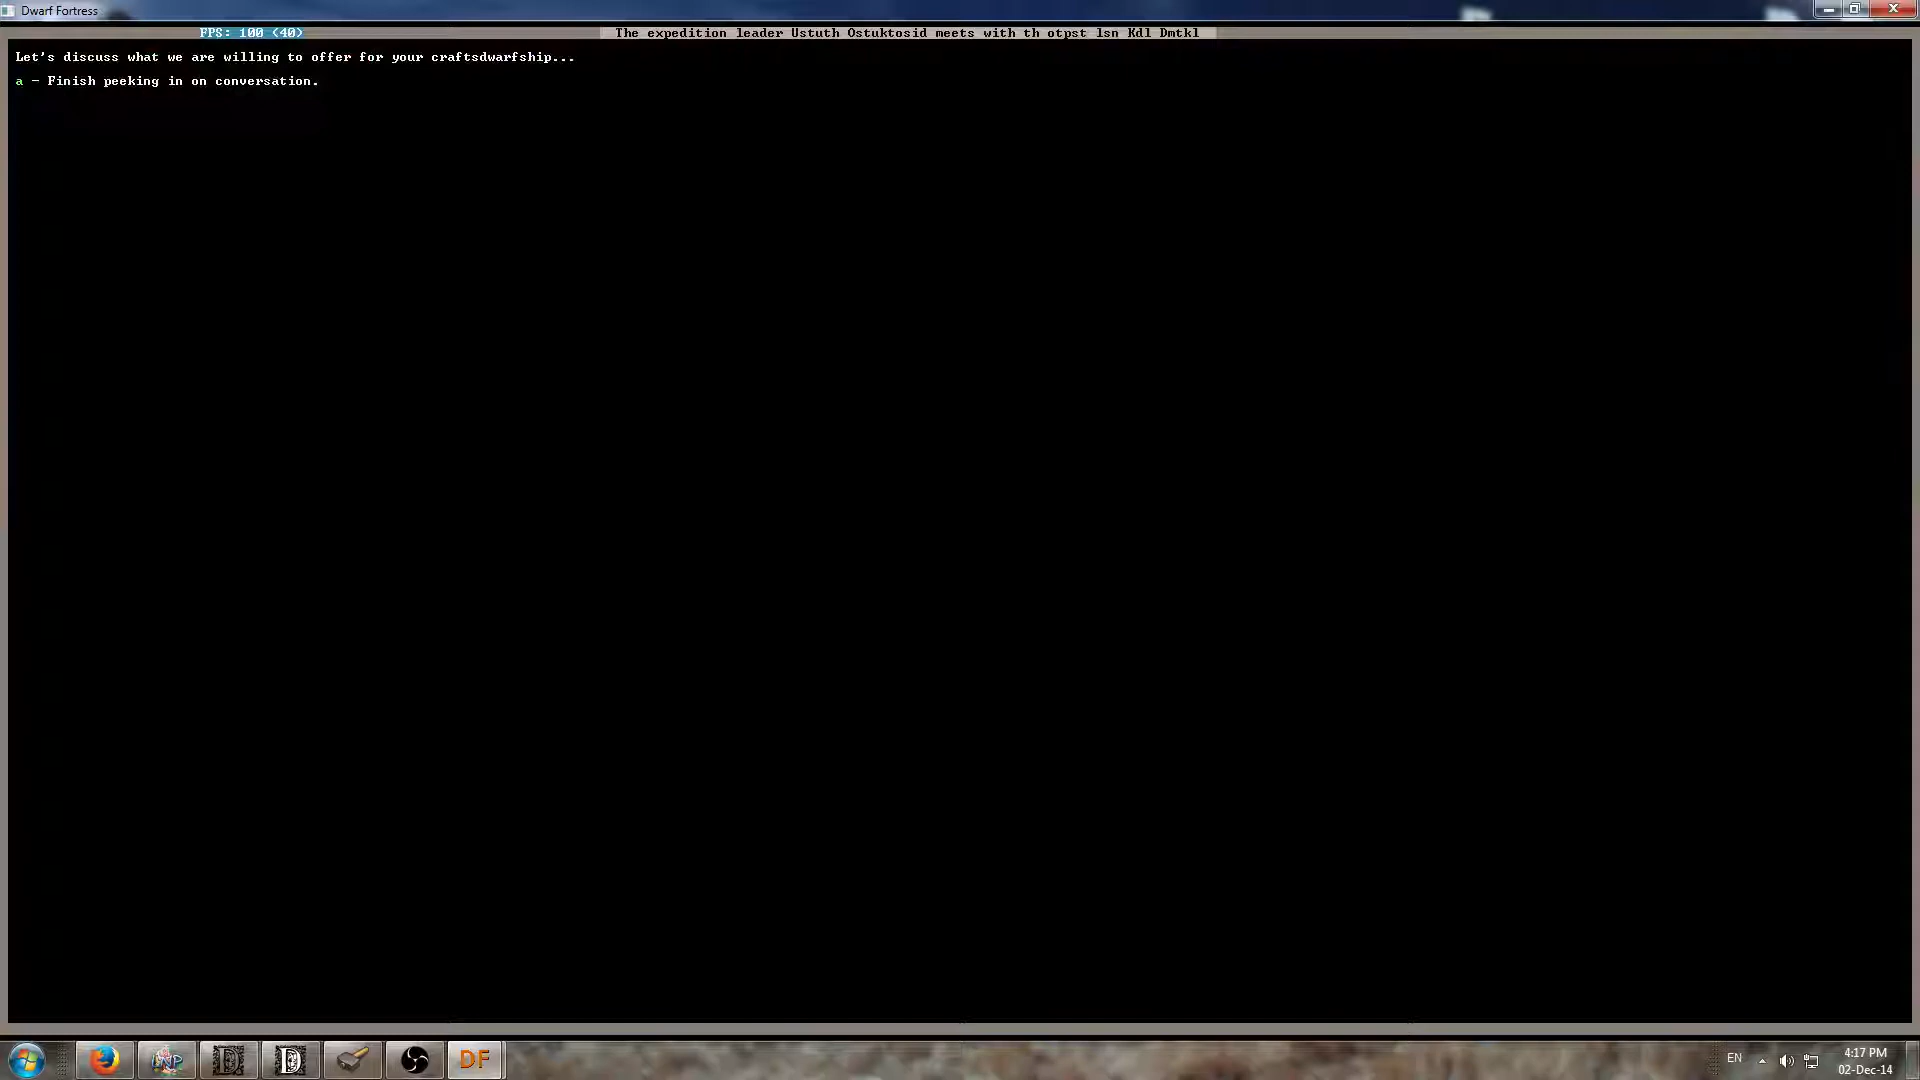 Dwarf Fortress
FPS: 100 (40)
The expedition leader Ustuth Ostuktosid meets with th otpst lsn Kdl Dmtkl
Let's discuss what we are willing to offer for your craftsdwarfship...
a - Finish peeking in on conversation.
DF
EN
4:17 PM
02-Dec-14